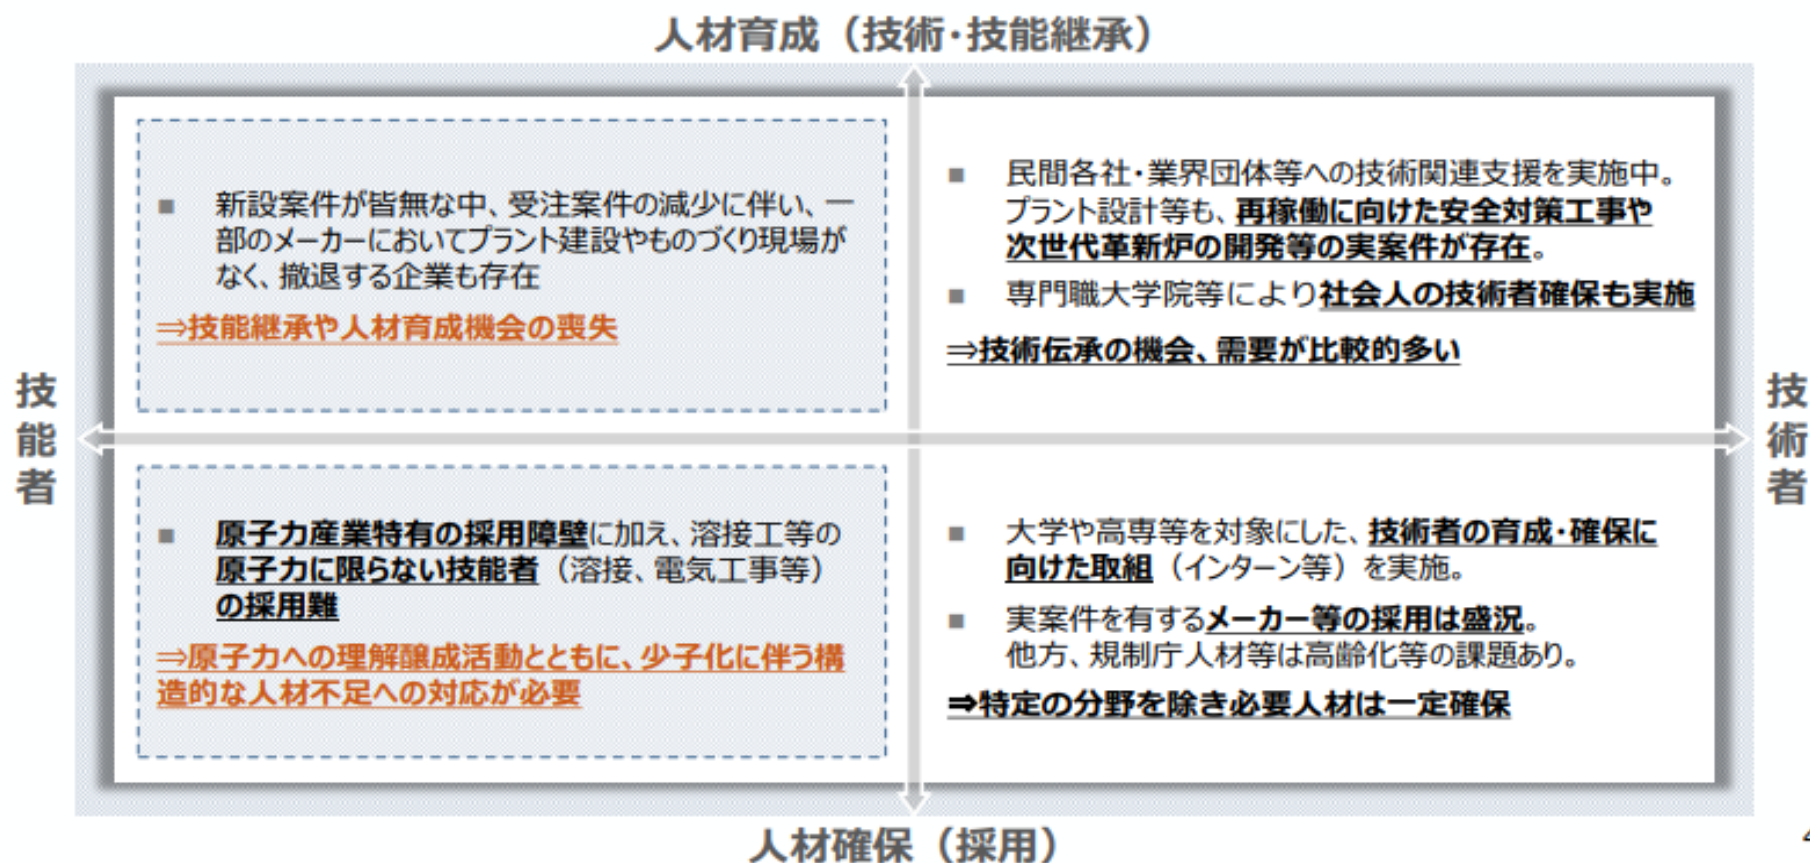 人材育成（技術・技能継承）
■ 新設案件が皆無な中、受注案件の減少に伴い、一
部のメーカーにおいてプラント建設やものづくり現場が
なく、撤退する企業も存在
⇒技能継承や人材育成機会の喪失
■ 民間各社・業界団体等への技術関連支援を実施中。
プラント設計等も、再稼働に向けた安全対策工事や
次世代革新炉の開発等の実案件が存在。
■ 専門職大学院等により社会人の技術者確保も実施
⇒技術伝承の機会、需要が比較的多い
技能者
技術者
■ 原子力産業特有の採用障壁に加え、溶接工等の
原子力に限らない技能者（溶接、電気工事等）
の採用難
⇒原子力への理解醸成活動とともに、少子化に伴う構
造的な人材不足への対応が必要
■ 大学や高専等を対象にした、技術者の育成・確保に
向けた取組（インターン等）を実施。
■ 実案件を有するメーカー等の採用は盛況。
他方、規制庁人材等は高齢化等の課題あり。
⇒特定の分野を除き必要人材は一定確保
人材確保（採用）